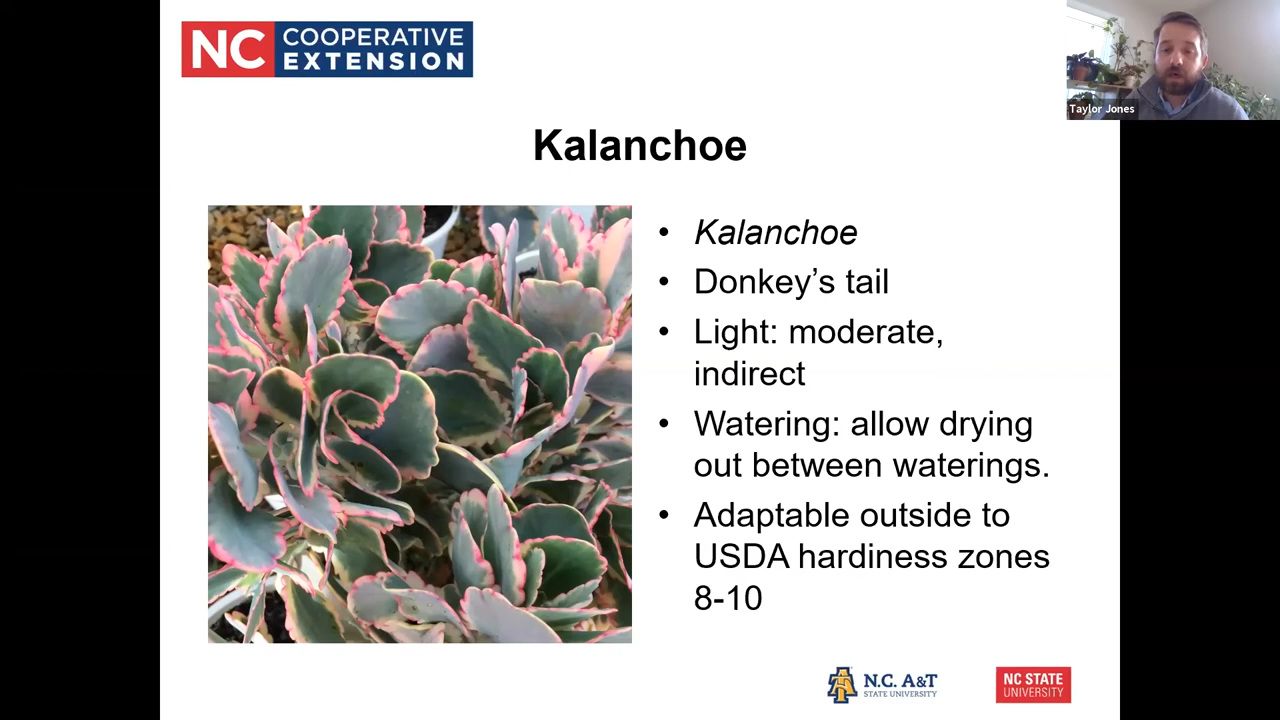 NC COOPERATIVE
EXTENSION
Taylor Jones
Kalanchoe
• Kalanchoe
• Donkey’s tail
• Light: moderate,
indirect
• Watering: allow drying
out between waterings.
• Adaptable outside to
USDA hardiness zones
8-10
N.C. A&T
STATE UNIVERSITY
NC STATE
UNIVERSITY